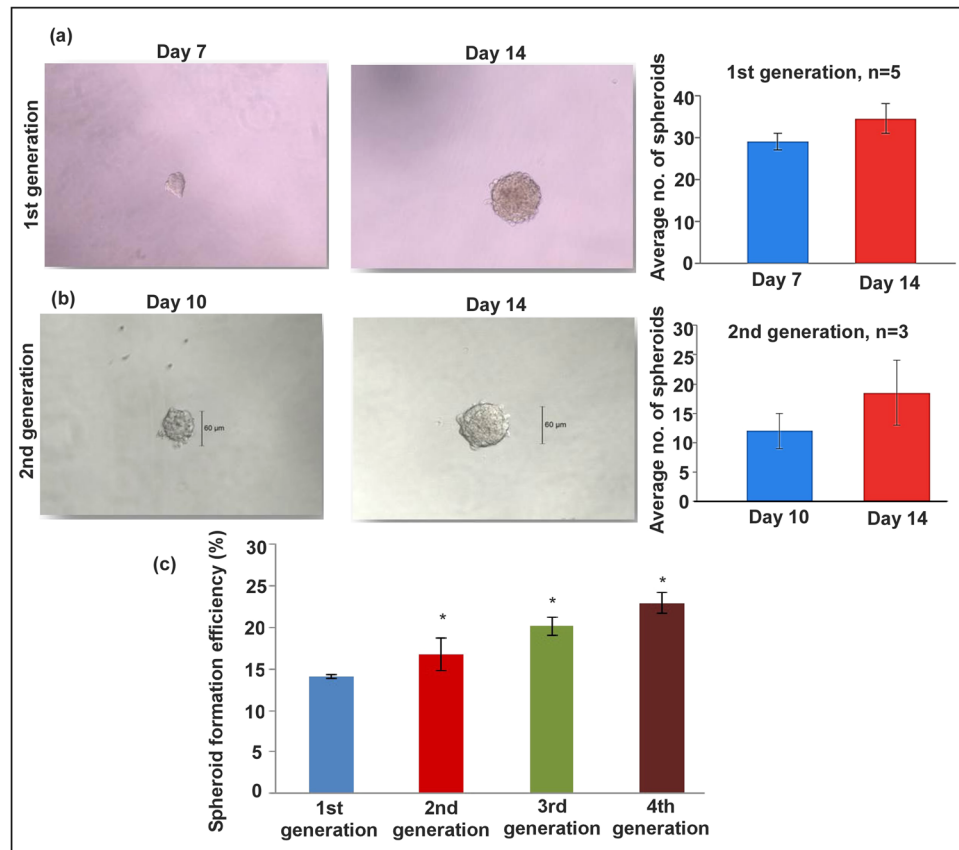 (a)
Day 7
Day 14
1st generation
1st generation, n=5
Average no. of spheroids
40
30
20
10
0
Day 7
Day 14
(b)
Day 10
Day 14
2nd generation
60 µm
60 µm
2nd generation, n=3
Average no. of spheroids
30
25
20
15
10
5
0
Day 10
Day 14
(c)
Spheroid formation efficiency (%)
30
25
20
15
10
5
0
*
*
*
1st
generation
2nd
generation
3rd
generation
4th
generation